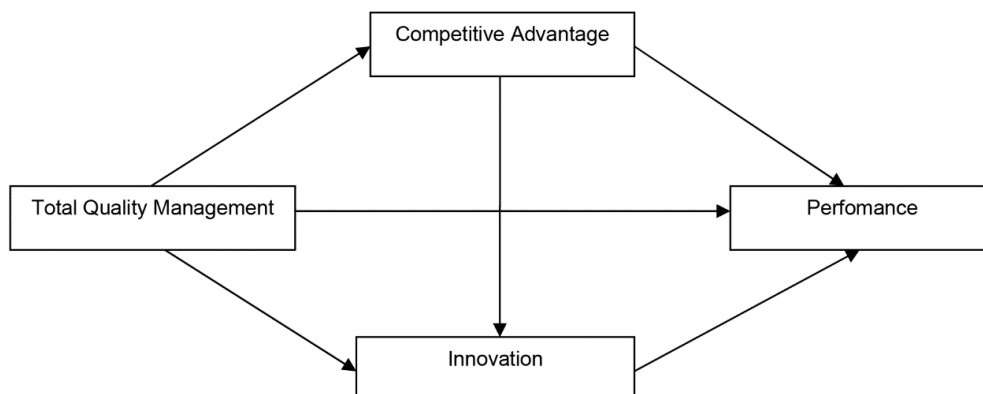 Competitive Advantage
Total Quality Management
Perfomance
Innovation